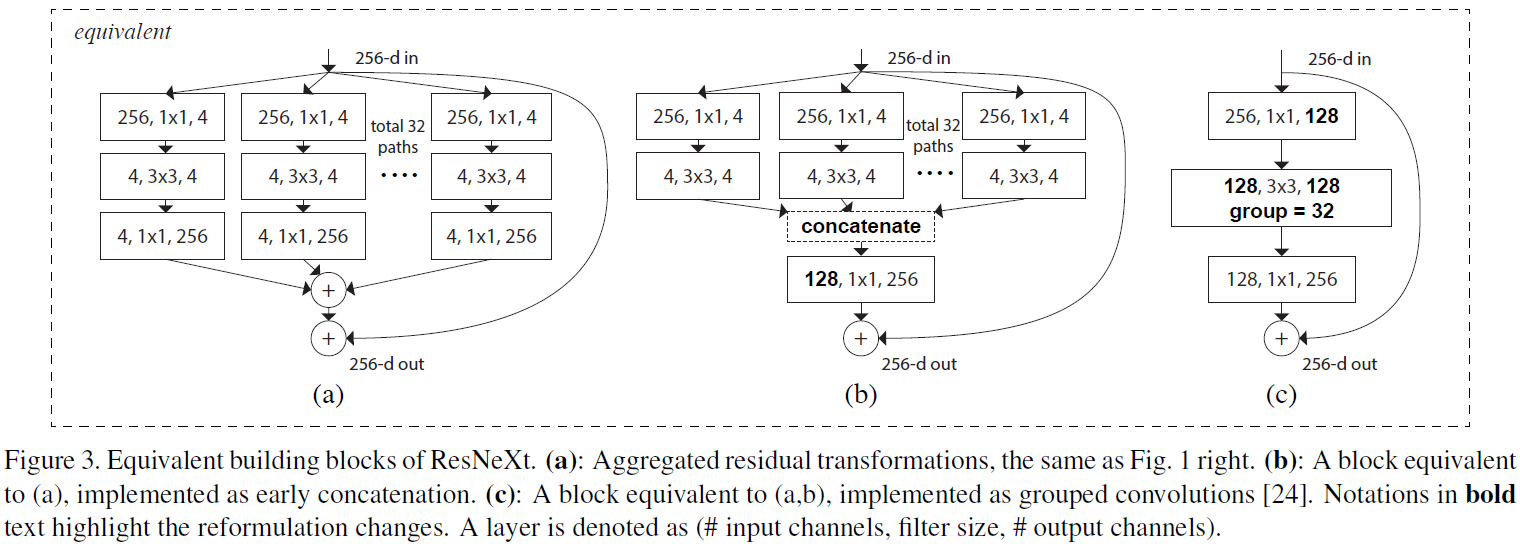 equivalent
256-d in
256, 1x1, 4
256, 1x1, 4
256, 1x1, 4
total 32
paths
4, 3x3, 4
4, 3x3, 4
....
4, 3x3, 4
4, 1x1, 256
4, 1x1, 256
4, 1x1, 256
+
+
256-d out
(a)
256-d in
256, 1x1, 4
256, 1x1, 4
256, 1x1, 4
total 32
paths
4, 3x3, 4
4, 3x3, 4
....
4, 3x3, 4
concatenate
128, 1x1, 256
+
256-d out
(b)
256-d in
256, 1x1, 128
128, 3x3, 128
group = 32
128, 1x1, 256
+
256-d out
(c)
Figure 3. Equivalent building blocks of ResNeXt. (a): Aggregated residual transformations, the same as Fig. 1 right. (b): A block equivalent
to (a), implemented as early concatenation. (c): A block equivalent to (a,b), implemented as grouped convolutions [24]. Notations in bold
text highlight the reformulation changes. A layer is denoted as (# input channels, filter size, # output channels).